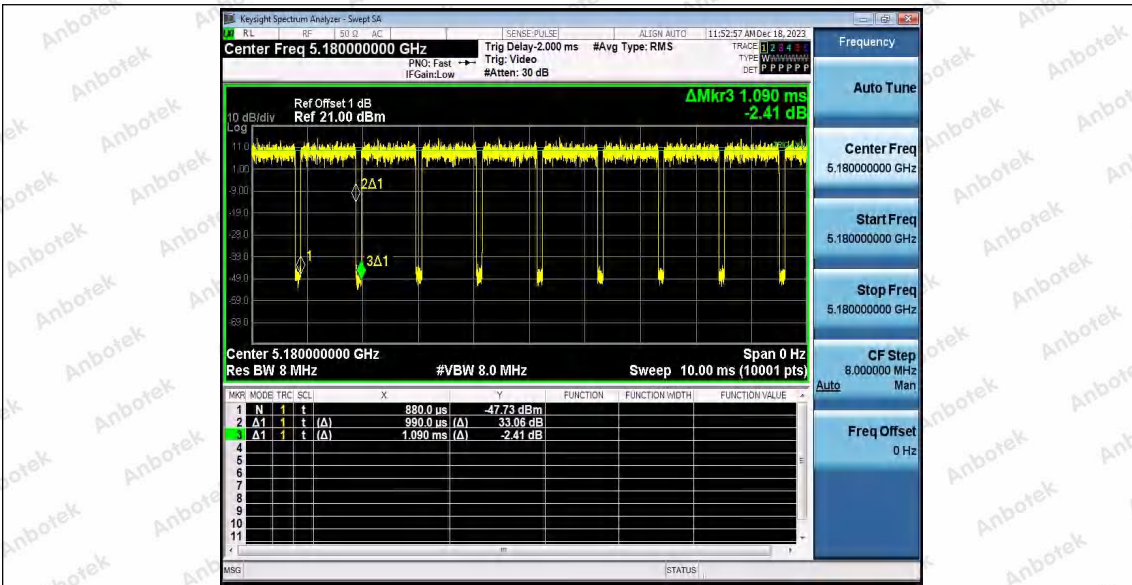 Keysight Spectrum Analyzer - Swept SA
RL RF 50 Ω AC SENSE:PULSE ALIGN AUTO 11:52:57 AM Dec 18, 2023
Center Freq 5.180000000 GHz
PNO: Fast
IFGain:Low
Trig Delay-2.000 ms
Trig: Video
#Atten: 30 dB
#Avg Type: RMS
TRACE 1 2 3 4 5 6
TYPE WWWWWW
DET P P P P P P
ΔMkr3 1.090 ms
-2.41 dB
Ref Offset 1 dB
10 dB/div Ref 21.00 dBm
Log
11.0
1.00
-9.00
-19.0
-29.0
-39.0
-49.0
-59.0
-69.0
2Δ1
1
3Δ1
Center 5.180000000 GHz Span 0 Hz
Res BW 8 MHz #VBW 8.0 MHz Sweep 10.00 ms (10001 pts)
MKR MODE TRC SCL X Y FUNCTION FUNCTION WIDTH FUNCTION VALUE
1 N 1 t 880.0 µs -47.73 dBm
2 Δ1 1 t (Δ) 990.0 µs (Δ) 33.06 dB
3 Δ1 1 t (Δ) 1.090 ms (Δ) -2.41 dB
4
5
6
7
8
9
10
11
MSG STATUS
Frequency
Auto Tune
Center Freq
5.180000000 GHz
Start Freq
5.180000000 GHz
Stop Freq
5.180000000 GHz
CF Step
8.000000 MHz
Auto Man
Freq Offset
0 Hz
Anbotek